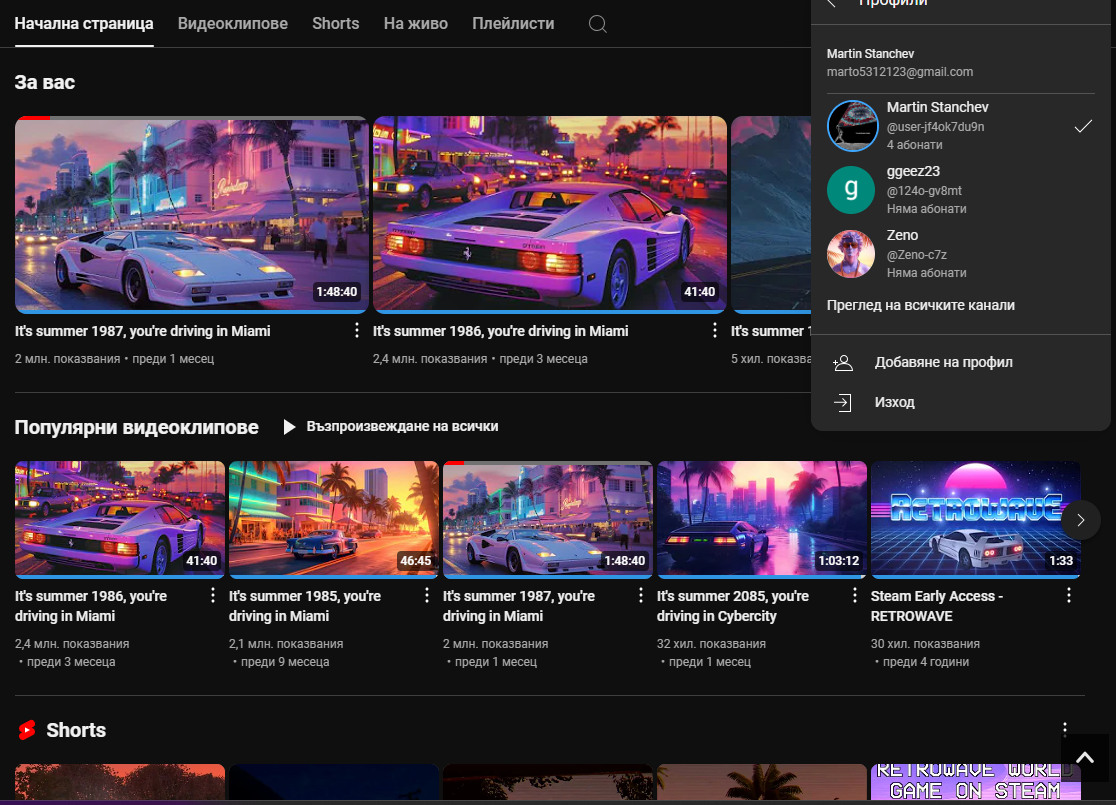 Начална страница
Видеоклипове
Shorts
На живо
Плейлисти
Профили
Martin Stanchev
marto5312123@gmail.com
Martin Stanchev
@user-jf4ok7du9n
4 абонати
ggeez23
@124o-gv8mt
Няма абонати
Zeno
@Zeno-c7z
Няма абонати
Преглед на всичките канали
Добавяне на профил
Изход
За вас
1:48:40
It's summer 1987, you're driving in Miami
2 млн. показвания • преди 1 месец
41:40
It's summer 1986, you're driving in Miami
2,4 млн. показвания • преди 3 месеца
It's summer 1
5 хил. показва
Популярни видеоклипове
Възпроизвеждане на всички
41:40
It's summer 1986, you're
driving in Miami
2,4 млн. показвания
• преди 3 месеца
46:45
It's summer 1985, you're
driving in Miami
2,1 млн. показвания
• преди 9 месеца
1:48:40
It's summer 1987, you're
driving in Miami
2 млн. показвания
• преди 1 месец
1:03:12
It's summer 2085, you're
driving in Cybercity
32 хил. показвания
• преди 1 месец
RETROWAVE
1:33
Steam Early Access -
RETROWAVE
30 хил. показвания
• преди 4 години
Shorts
RETROWAVE WORLD
GAME ON STEAM